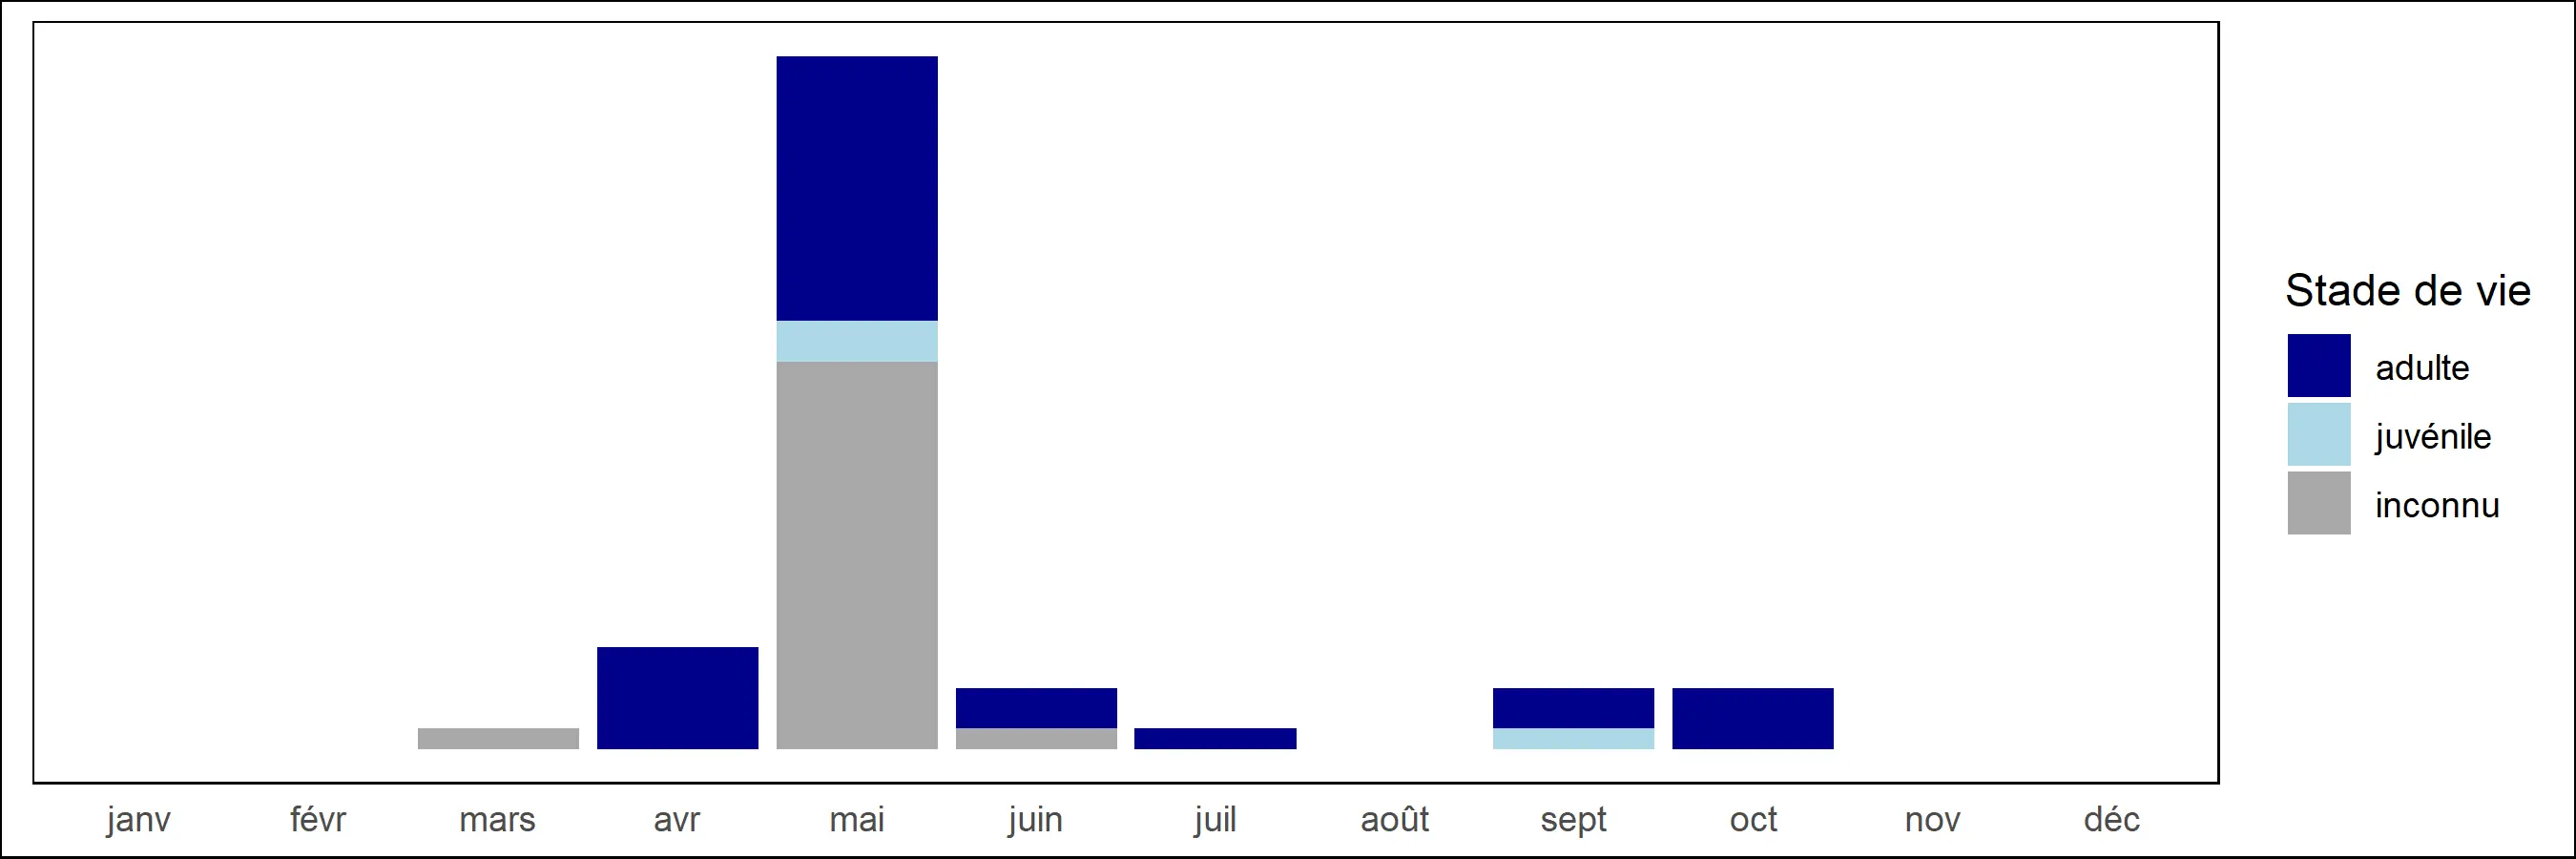 Stade de vie
adulte
juvénile
inconnu
janv févr mars avr mai juin juil août sept oct nov déc